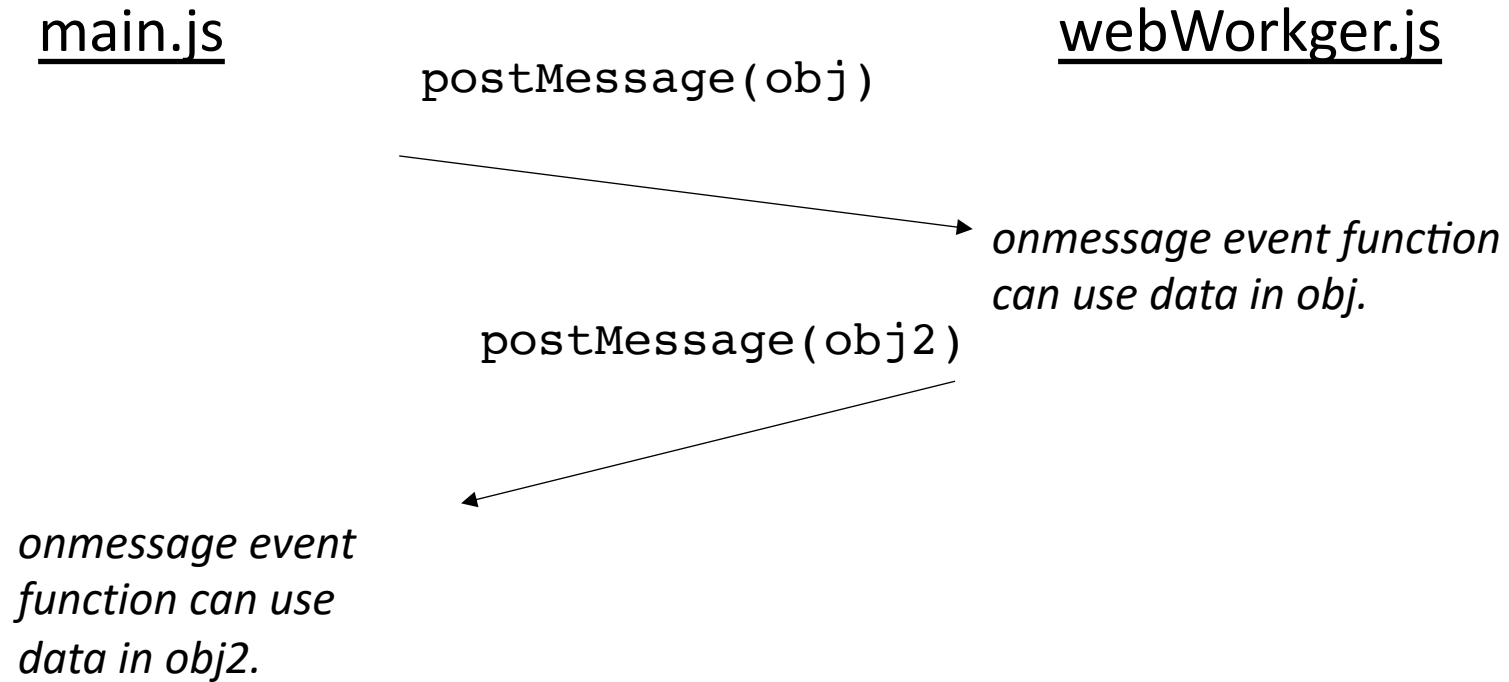 main.js
webWorkger.js
postMessage(obj)
onmessage event function
can use data in obj.
postMessage(obj2)
onmessage event
function can use
data in obj2.